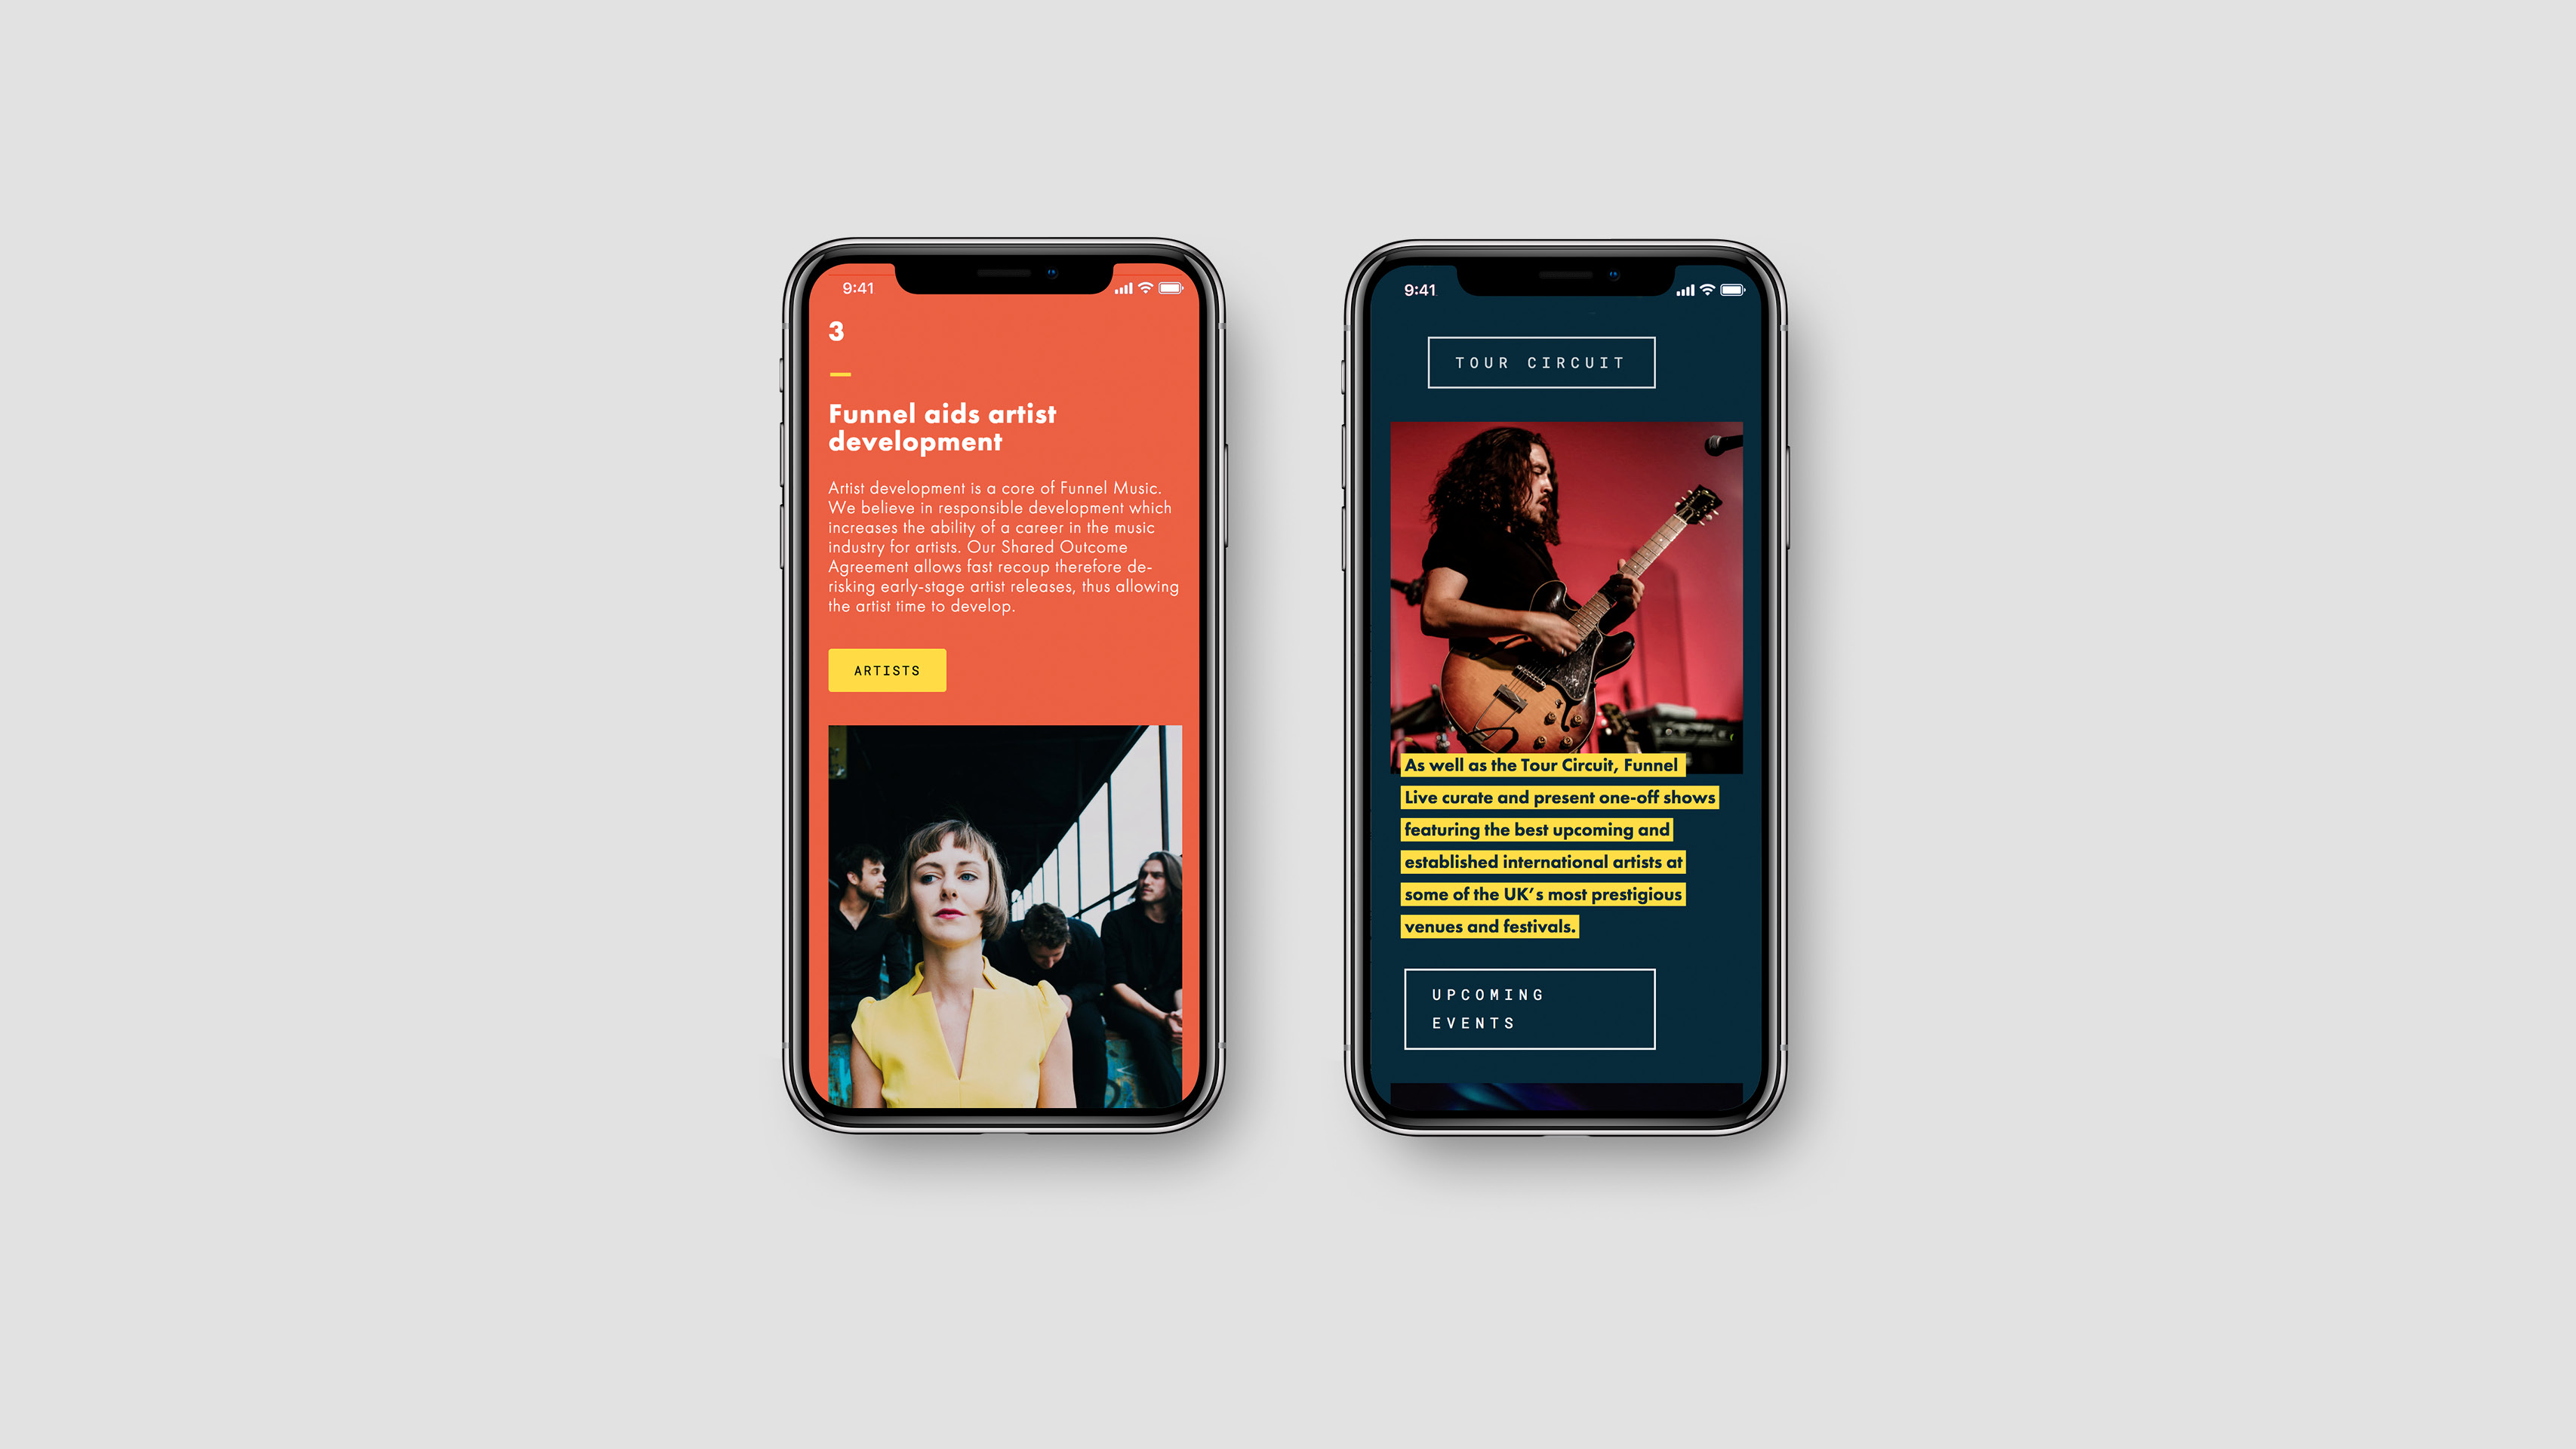 9:41
3
Funnel aids artist
development
Artist development is a core of Funnel Music.
We believe in responsible development which
increases the ability of a career in the music
industry for artists. Our Shared Outcome
Agreement allows fast recoup therefore de-
risking early-stage artist releases, thus allowing
the artist time to develop.
ARTISTS
9:41
TOUR CIRCUIT
As well as the Tour Circuit, Funnel
Live curate and present one-off shows
featuring the best upcoming and
established international artists at
some of the UK's most prestigious
venues and festivals.
UPCOMING
EVENTS